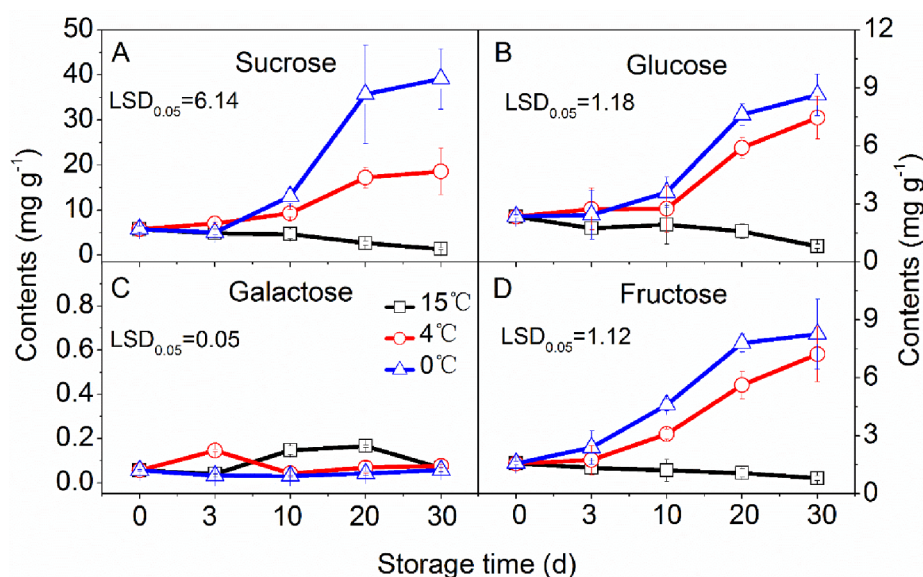 A
Sucrose
LSD0.05=6.14
B
Glucose
LSD0.05=1.18
C
Galactose
LSD0.05=0.05
15℃
4℃
0℃
D
Fructose
LSD0.05=1.12
50
40
30
20
10
0
12
9
6
3
0
0.8
0.6
0.4
0.2
0.0
9
6
3
0
Contents (mg g-1)
Contents (mg g-1)
0 3 10 20 30
0 3 10 20 30
Storage time (d)